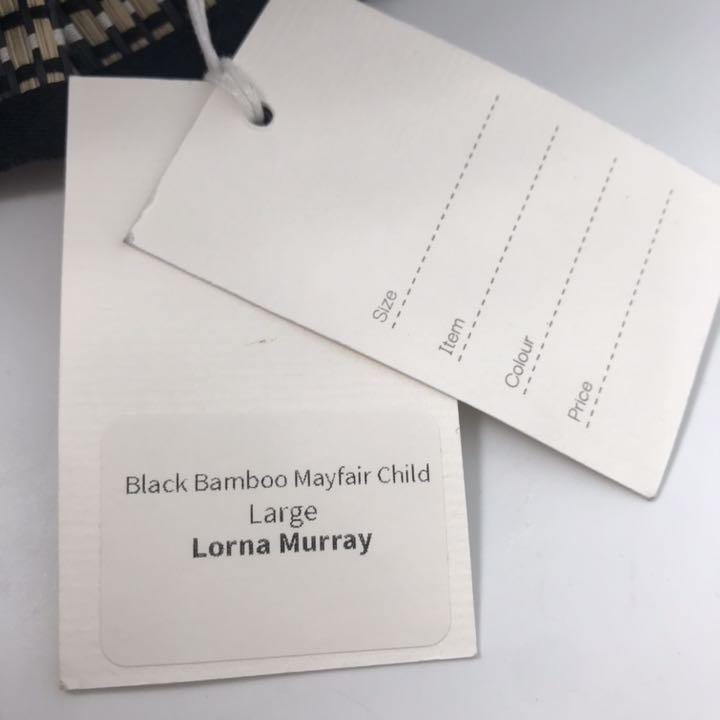 Size
Item
Colour
Price
Black Bamboo Mayfair Child
Large
Lorna Murray